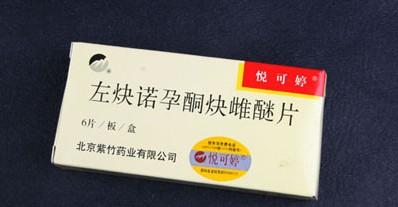 悦可婷
左炔诺孕酮炔雌醚片
6片/板/盒
北京紫竹药业有限公司
悦可婷